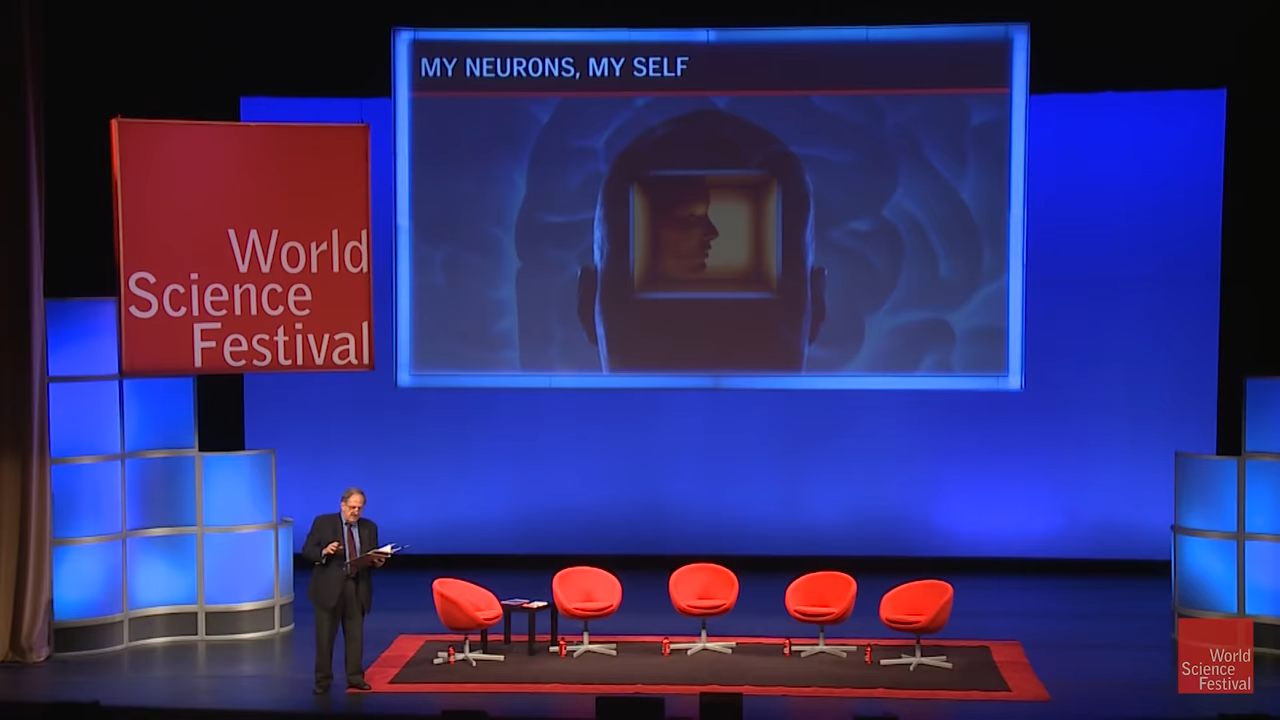 MY NEURONS, MY SELF
World
Science
Festival
World
Science
Festival